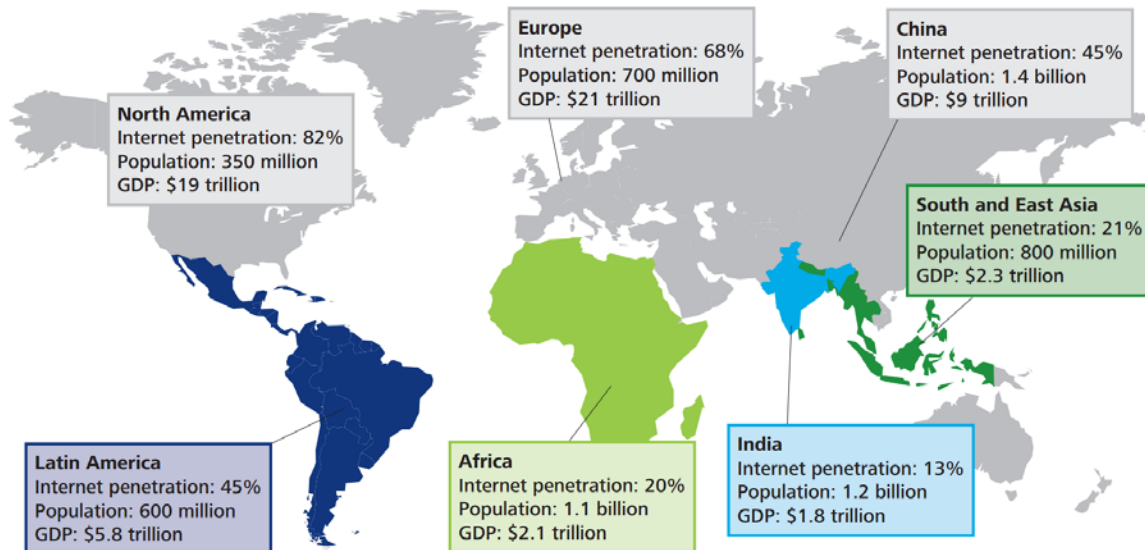 Europe
Internet penetration: 68%
Population: 700 million
GDP: $21 trillion
China
Internet penetration: 45%
Population: 1.4 billion
GDP: $9 trillion
North America
Internet penetration: 82%
Population: 350 million
GDP: $19 trillion
South and East Asia
Internet penetration: 21%
Population: 800 million
GDP: $2.3 trillion
Latin America
Internet penetration: 45%
Population: 600 million
GDP: $5.8 trillion
Africa
Internet penetration: 20%
Population: 1.1 billion
GDP: $2.1 trillion
India
Internet penetration: 13%
Population: 1.2 billion
GDP: $1.8 trillion